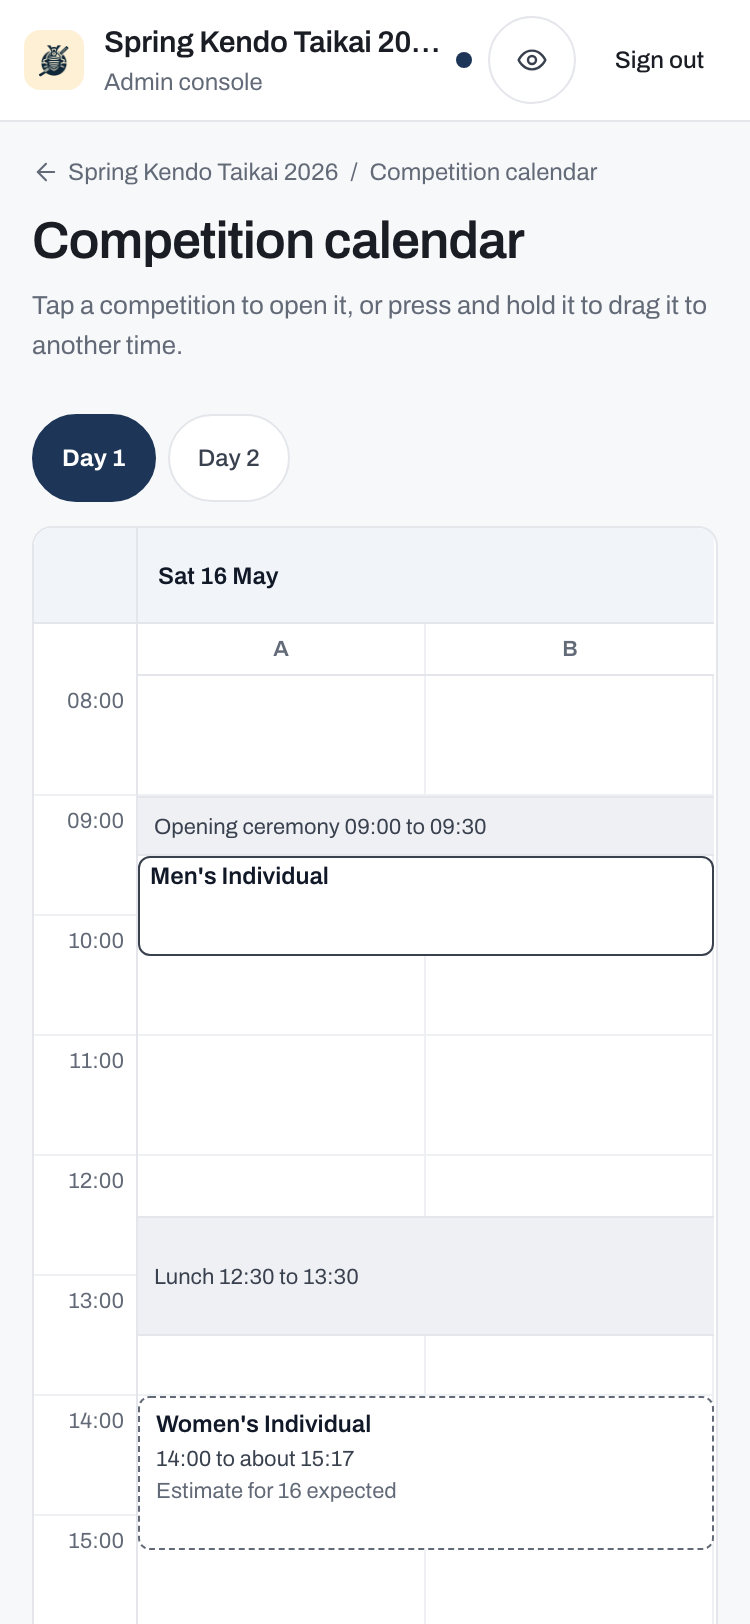 Spring Kendo Taikai 20...
Admin console
Sign out
Spring Kendo Taikai 2026 / Competition calendar
Competition calendar
Tap a competition to open it, or press and hold it to drag it to
another time.
Day 1
Day 2
Sat 16 May
A
B
08:00
09:00
Opening ceremony 09:00 to 09:30
Men's Individual
10:00
11:00
12:00
Lunch 12:30 to 13:30
13:00
14:00
Women's Individual
14:00 to about 15:17
Estimate for 16 expected
15:00